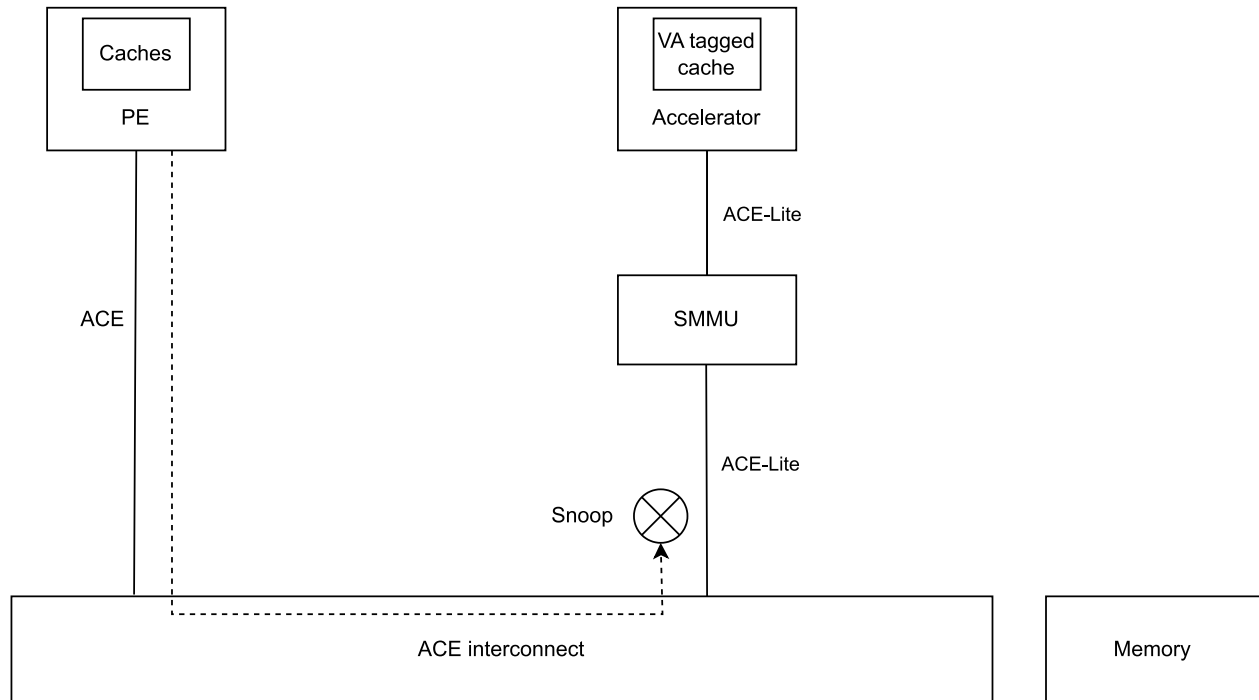 Caches
PE
VA tagged
cache
Accelerator
ACE-Lite
SMMU
ACE
ACE-Lite
Snoop
ACE interconnect
Memory